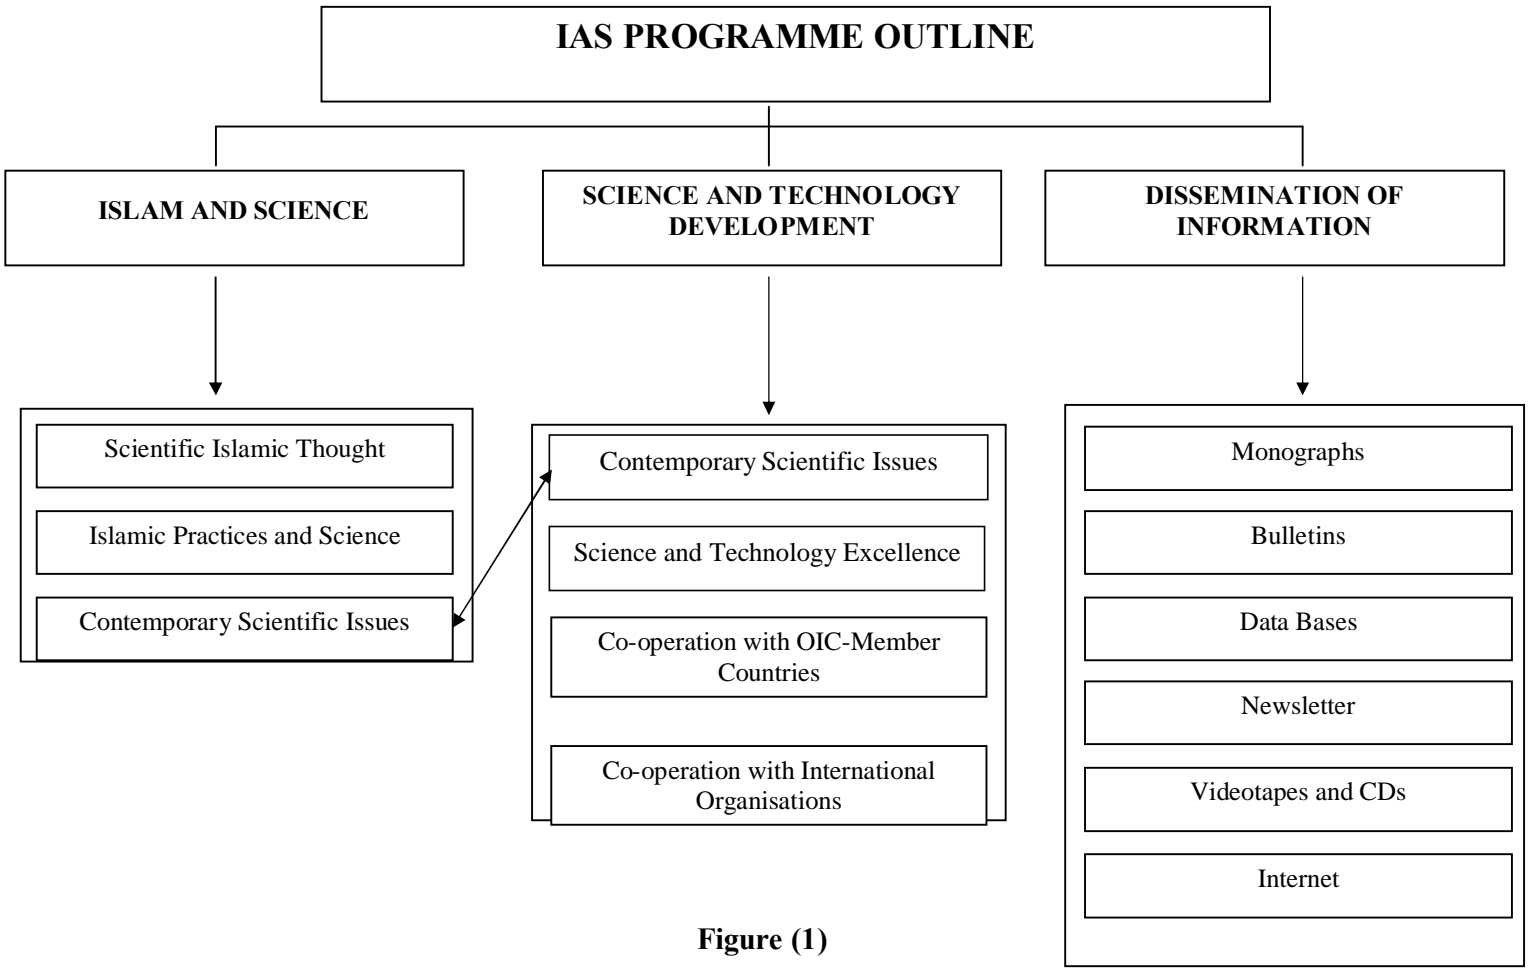 IAS PROGRAMME OUTLINE
ISLAM AND SCIENCE
SCIENCE AND TECHNOLOGY
DEVELOPMENT
DISSEMINATION OF
INFORMATION
Scientific Islamic Thought
Islamic Practices and Science
Contemporary Scientific Issues
Contemporary Scientific Issues
Science and Technology Excellence
Co-operation with OIC-Member
Countries
Co-operation with International
Organisations
Monographs
Bulletins
Data Bases
Newsletter
Videotapes and CDs
Internet
Figure (1)